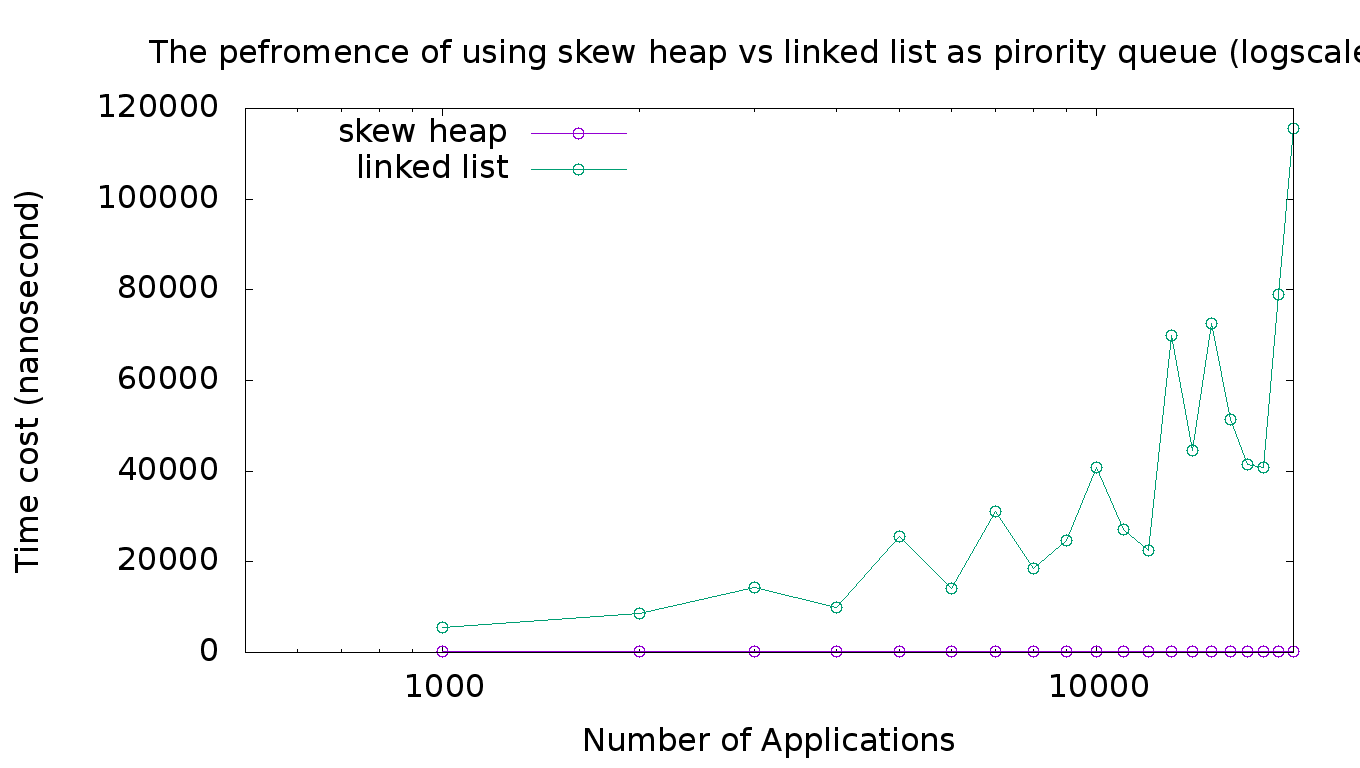 The pefromence of using skew heap vs linked list as pirority queue (logscale
120000
100000
80000
60000
40000
20000
0
skew heap
linked list
Time cost (nanosecond)
1000
10000
Number of Applications